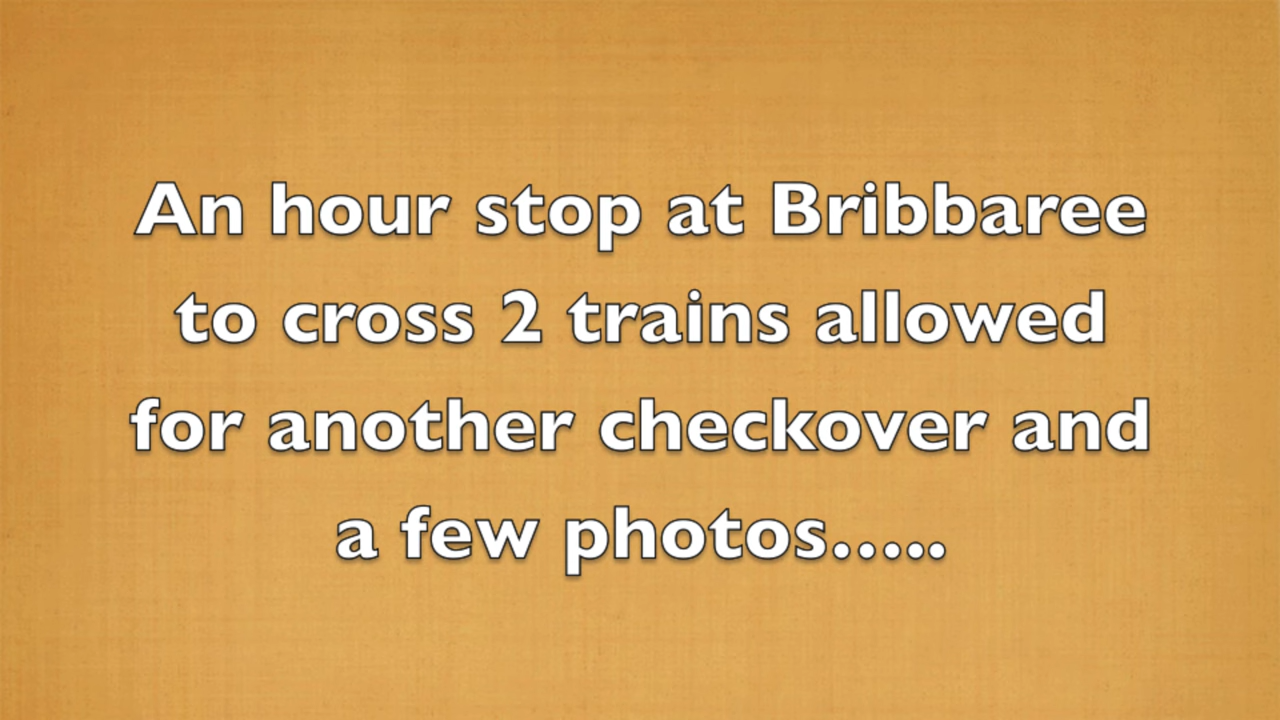 An hour stop at Bribbaree
to cross 2 trains allowed
for another checkover and
a few photos.....